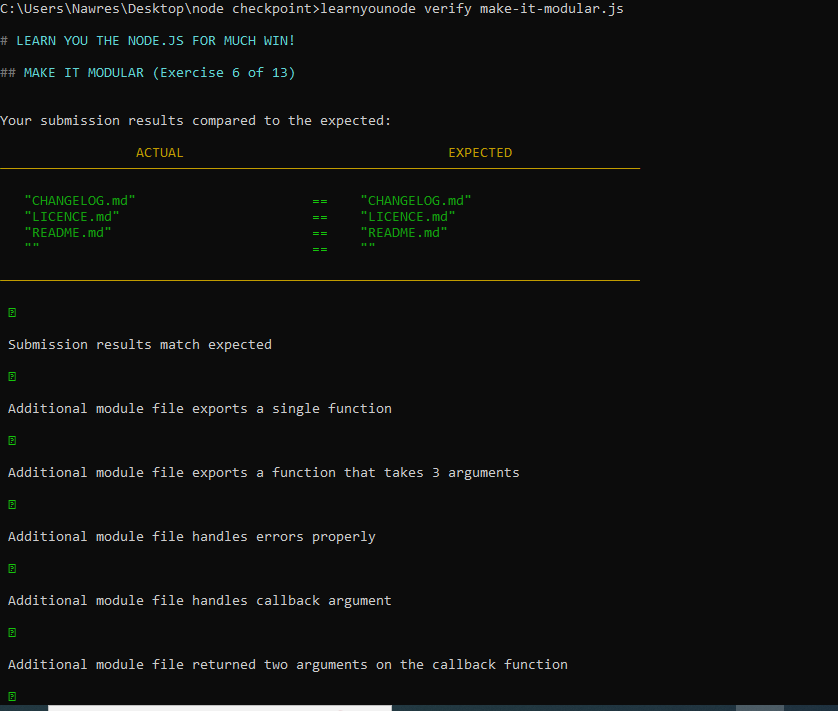 C:\Users\Nawres\Desktop\node checkpoint>learnyounode verify make-it-modular.js
# LEARN YOU THE NODE.JS FOR MUCH WIN!
## MAKE IT MODULAR (Exercise 6 of 13)
Your submission results compared to the expected:
ACTUAL EXPECTED
"CHANGELOG.md" == "CHANGELOG.md"
"LICENCE.md" == "LICENCE.md"
"README.md" == "README.md"
"" == ""
Submission results match expected
Additional module file exports a single function
Additional module file exports a function that takes 3 arguments
Additional module file handles errors properly
Additional module file handles callback argument
Additional module file returned two arguments on the callback function